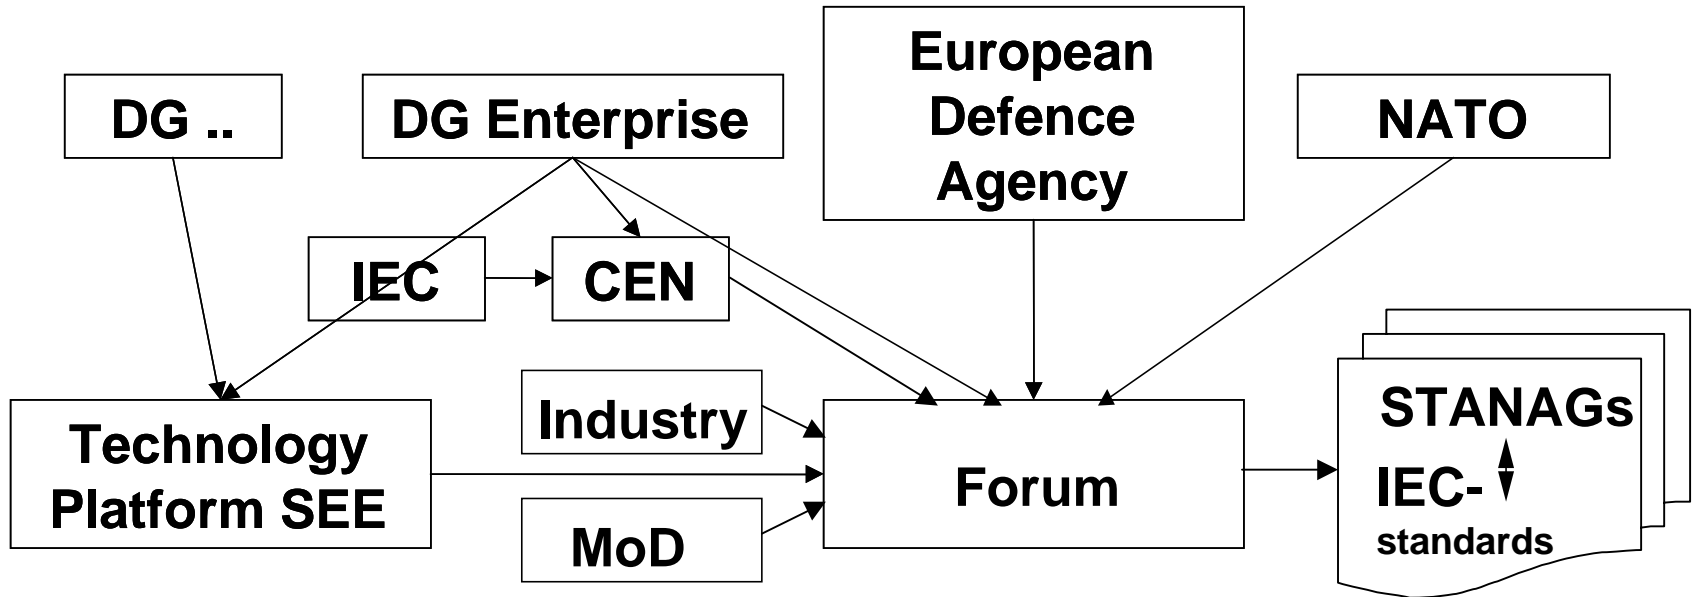 DG ..
DG Enterprise
European
Defence
Agency
NATO
IEC
CEN
Technology
Platform SEE
Industry
MoD
Forum
STANAGs
IEC-
standards